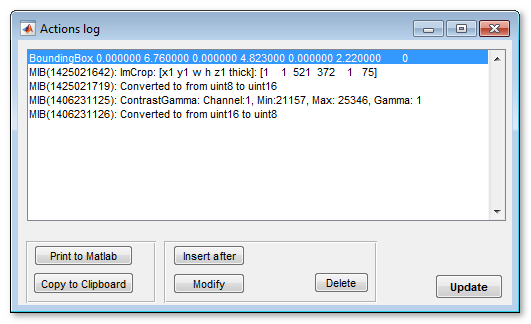 Actions log
BoundingBox 0.000000 6.760000 0.000000 4.823000 0.000000 2.220000 0
MIB(1425021642): ImCrop: [x1 y1 w h z1 thick]: [1 1 521 372 1 75]
MIB(1425021719): Converted to from uint8 to uint16
MIB(1406231125): ContrastGamma: Channel:1, Min:21157, Max: 25346, Gamma: 1
MIB(1406231126): Converted to from uint16 to uint8
Print to Matlab
Insert after
Copy to Clipboard
Modify
Delete
Update